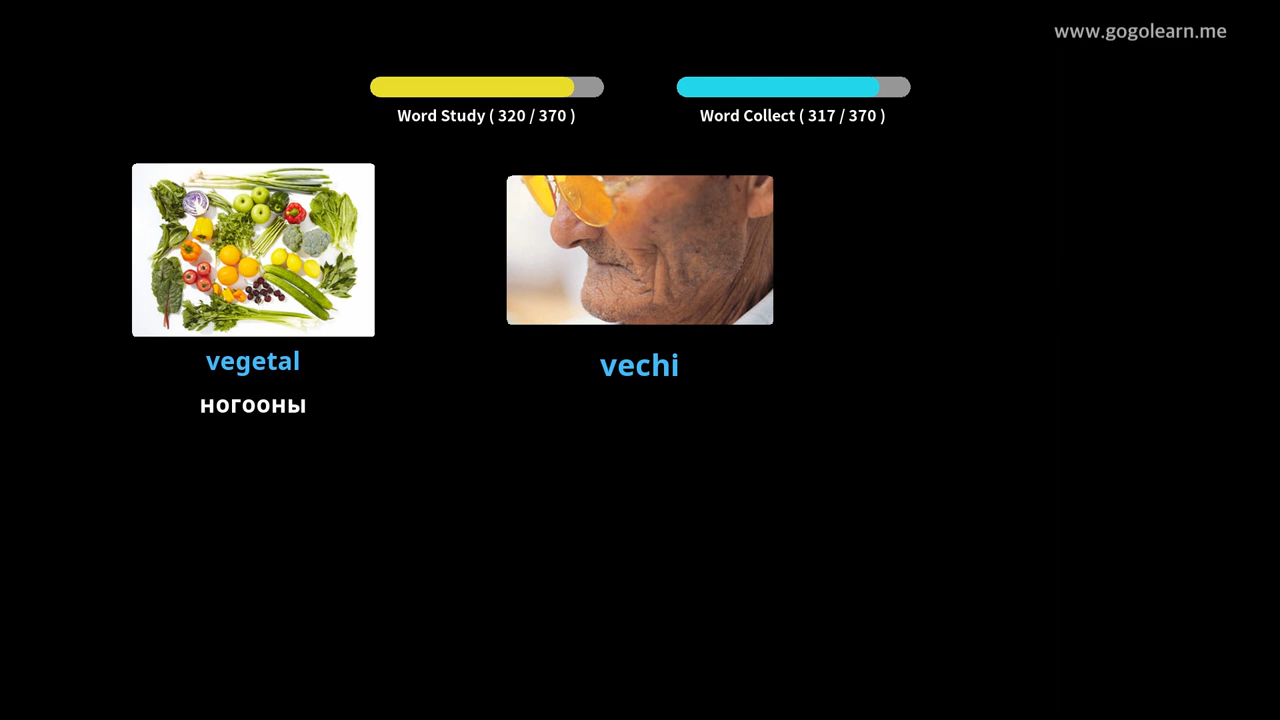 www.gogolearn.me
Word Study ( 320 / 370 )
Word Collect ( 317 / 370 )
vegetal
ногооны
vechi